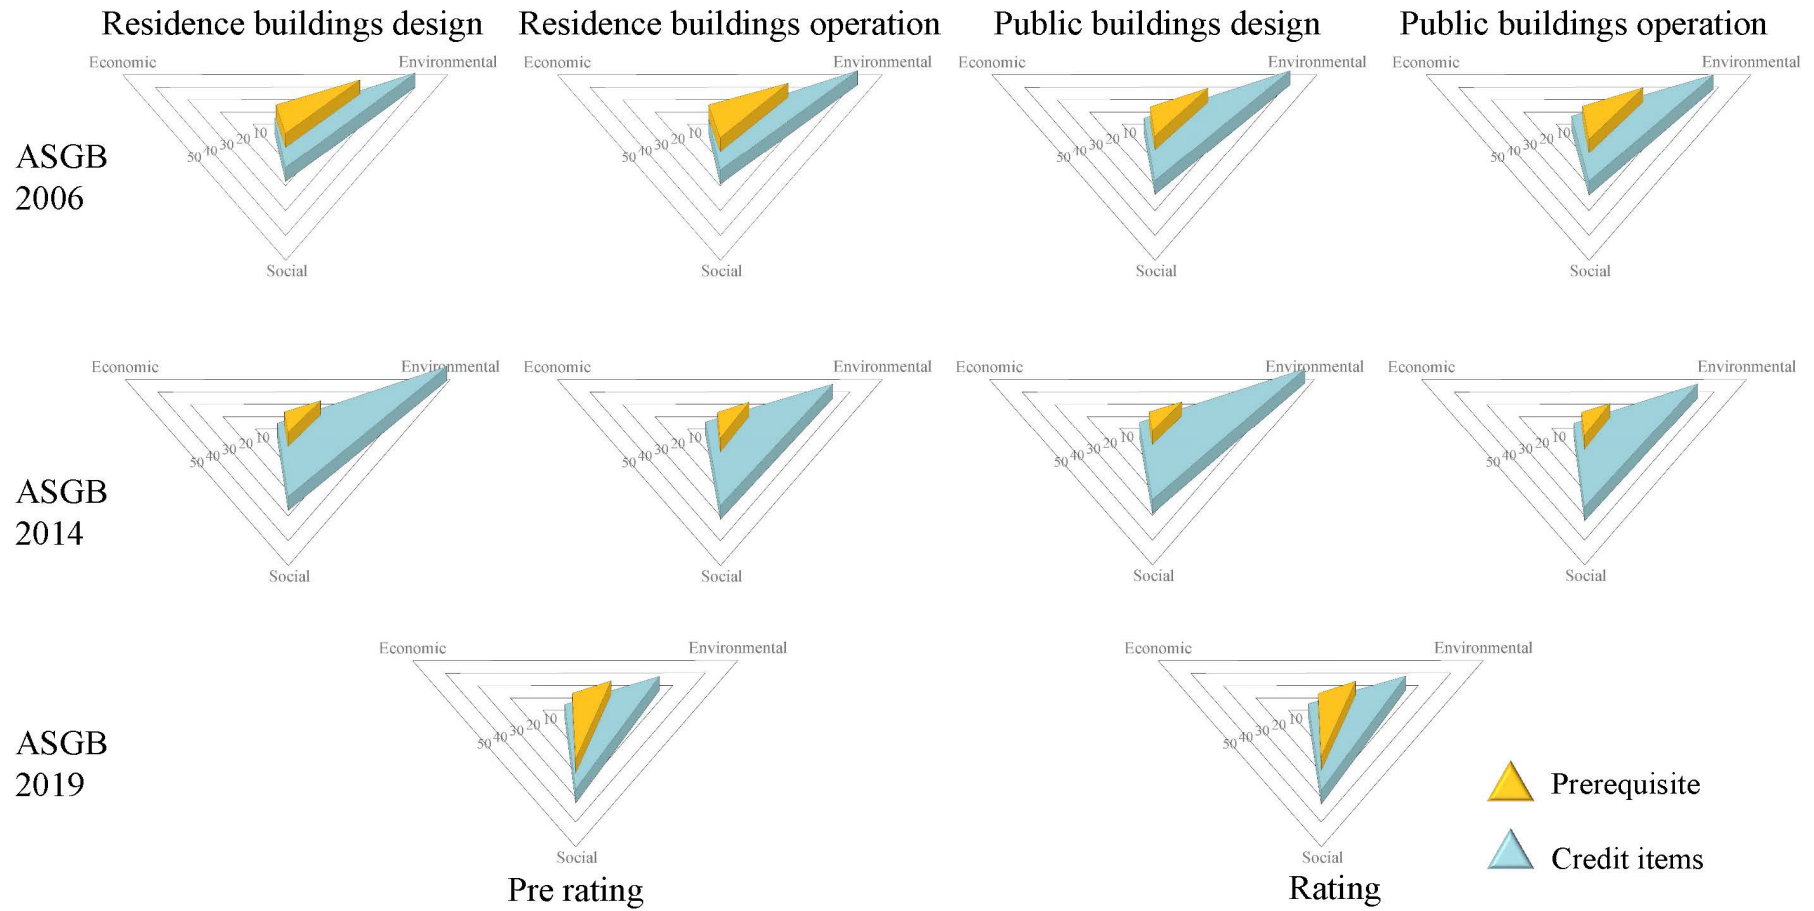 Residence buildings design Residence buildings operation Public buildings design Public buildings operation
Economic Environmental Economic Environmental Economic Environmental Economic Environmental
10 20 30 40 50 10 20 30 40 50 10 20 30 40 50 10 20 30 40 50
ASGB
2006
Social Social Social Social
Economic Environmental Economic Environmental Economic Environmental Economic Environmental
10 20 30 40 50 10 20 30 40 50 10 20 30 40 50 10 20 30 40 50
ASGB
2014
Social Social Social Social
Economic Environmental Economic Environmental
10 20 30 40 50 10 20 30 40 50
ASGB
2019
Prerequisite
Credit items
Social Social
Pre rating Rating